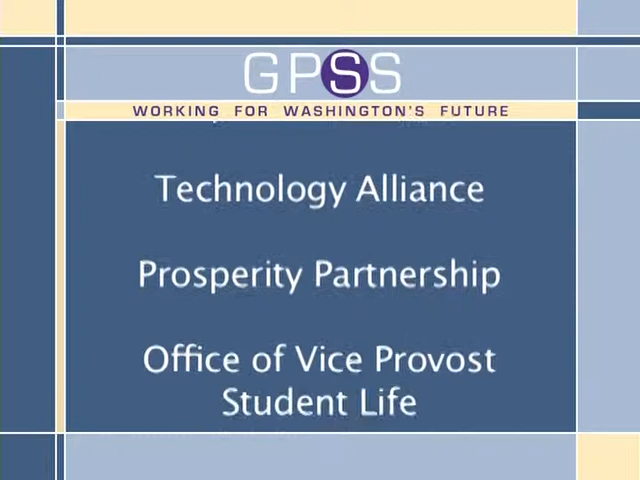 GPSS
WORKING FOR WASHINGTON'S FUTURE
Technology Alliance
Prosperity Partnership
Office of Vice Provost
Student Life